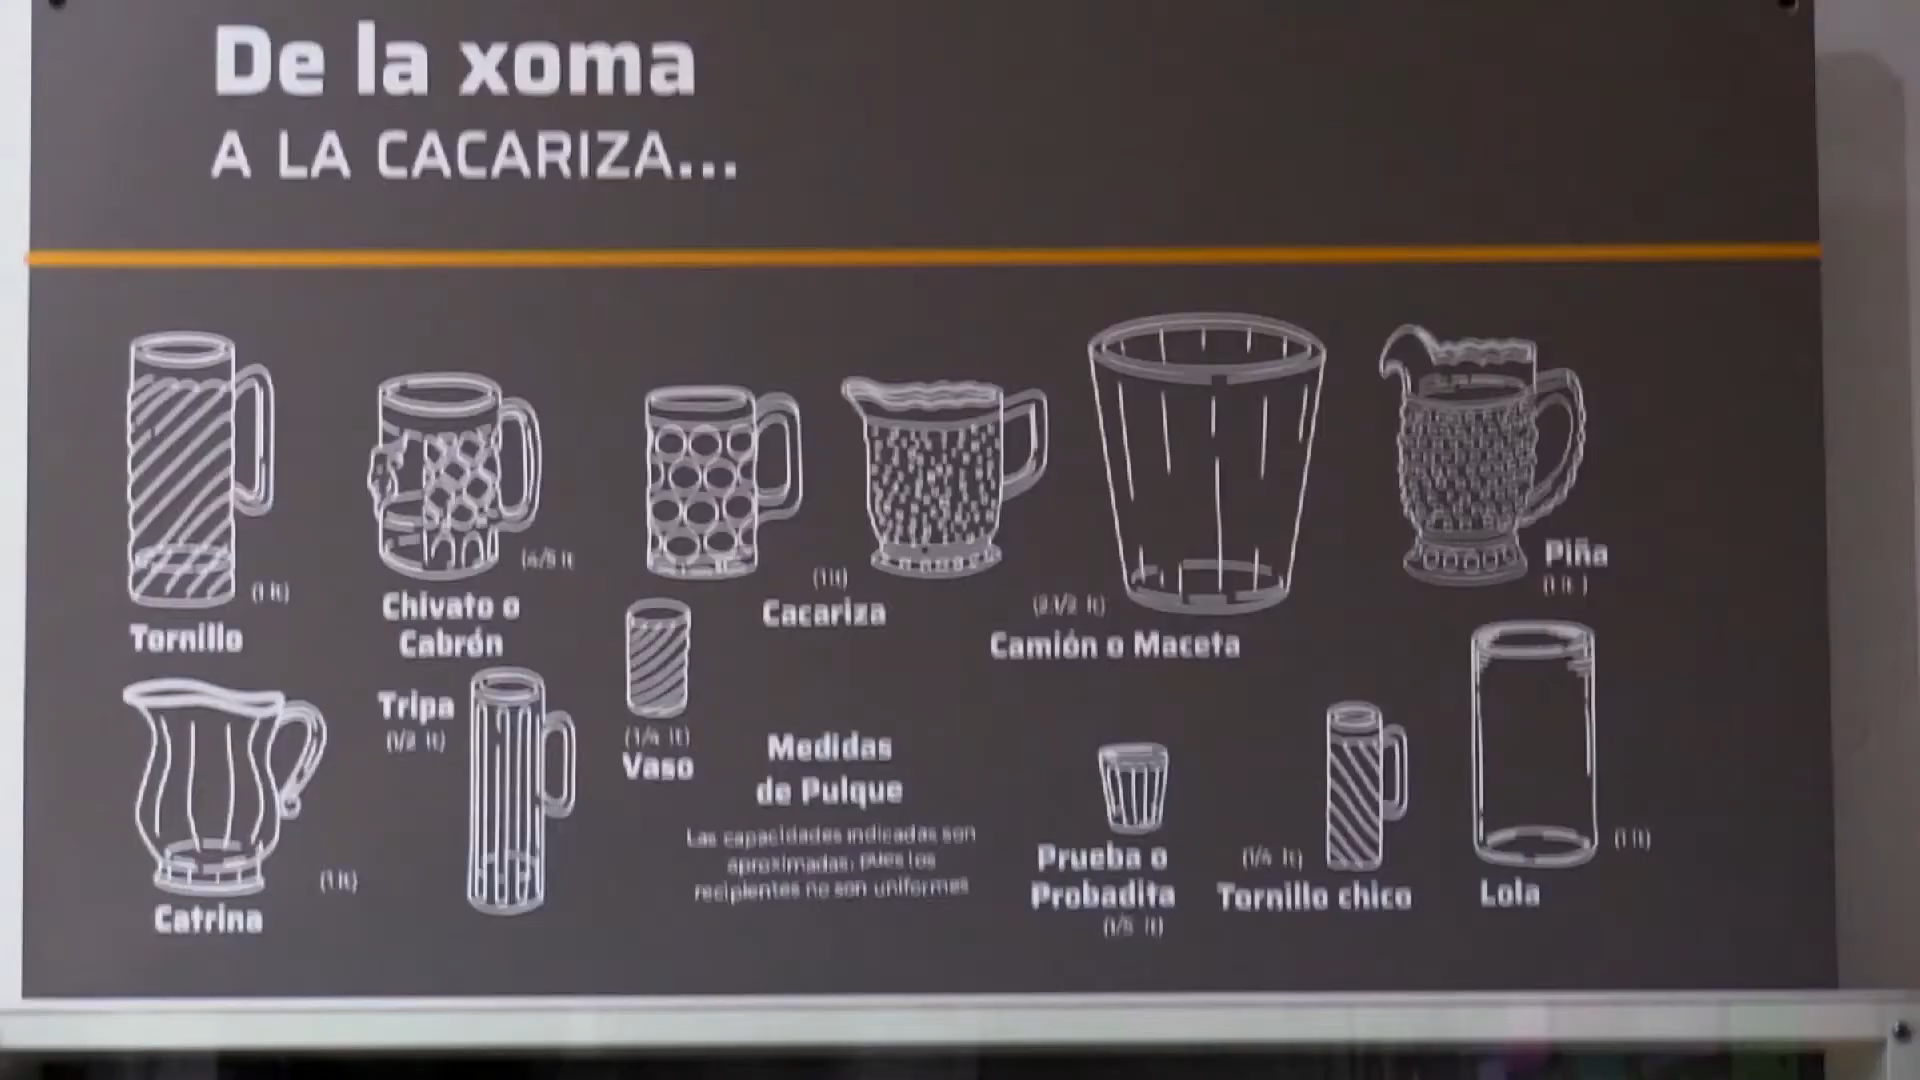 De la xoma
A LA CACARIZA...
(1 lt)
Tornillo
(4/5 lt
Chivato o
Cabrón
(1 lt)
Cacariza
(2 1/2 lt)
Camión o Maceta
Piña
(1 lt )
(1 lt)
Catrina
Tripa
(1/2 lt)
(1/4 lt)
Vaso
Medidas
de Pulque
Las capacidades indicadas son
aproximadas, pues los
recipientes no son uniformes
Prueba o
Probadita
(1/5 lt)
(1/4 lt)
Tornillo chico
Lola
(1 lt)